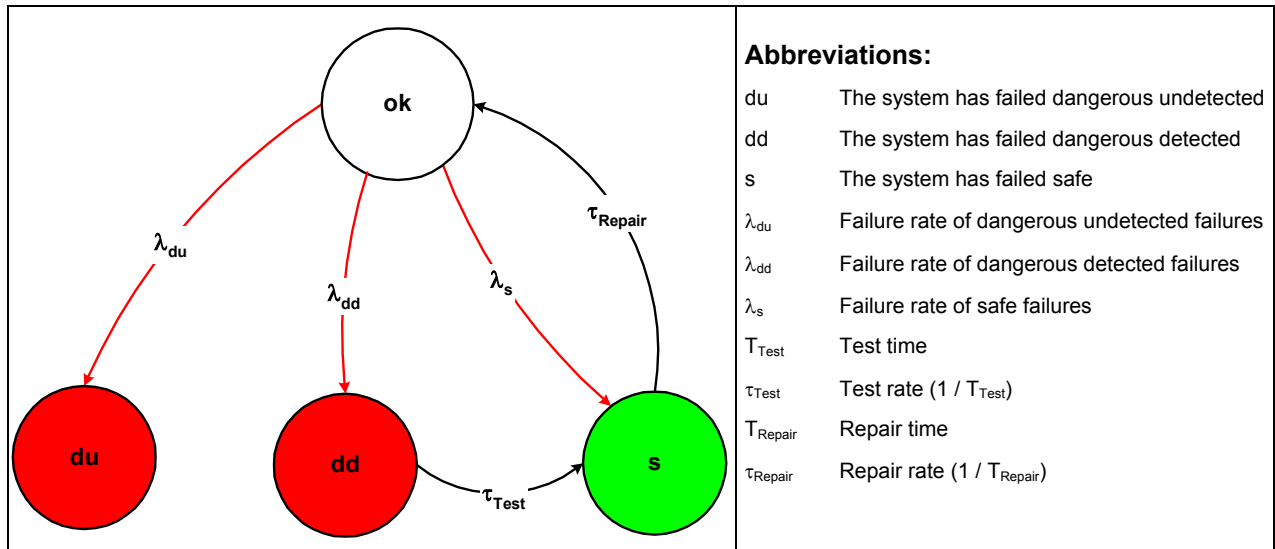 ok
τRepair
λdu
λdd
λs
du
dd
s
τTest
Abbreviations:
du The system has failed dangerous undetected
dd The system has failed dangerous detected
s The system has failed safe
λdu Failure rate of dangerous undetected failures
λdd Failure rate of dangerous detected failures
λs Failure rate of safe failures
TTest Test time
τTest Test rate (1 / TTest)
TRepair Repair time
τRepair Repair rate (1 / TRepair)